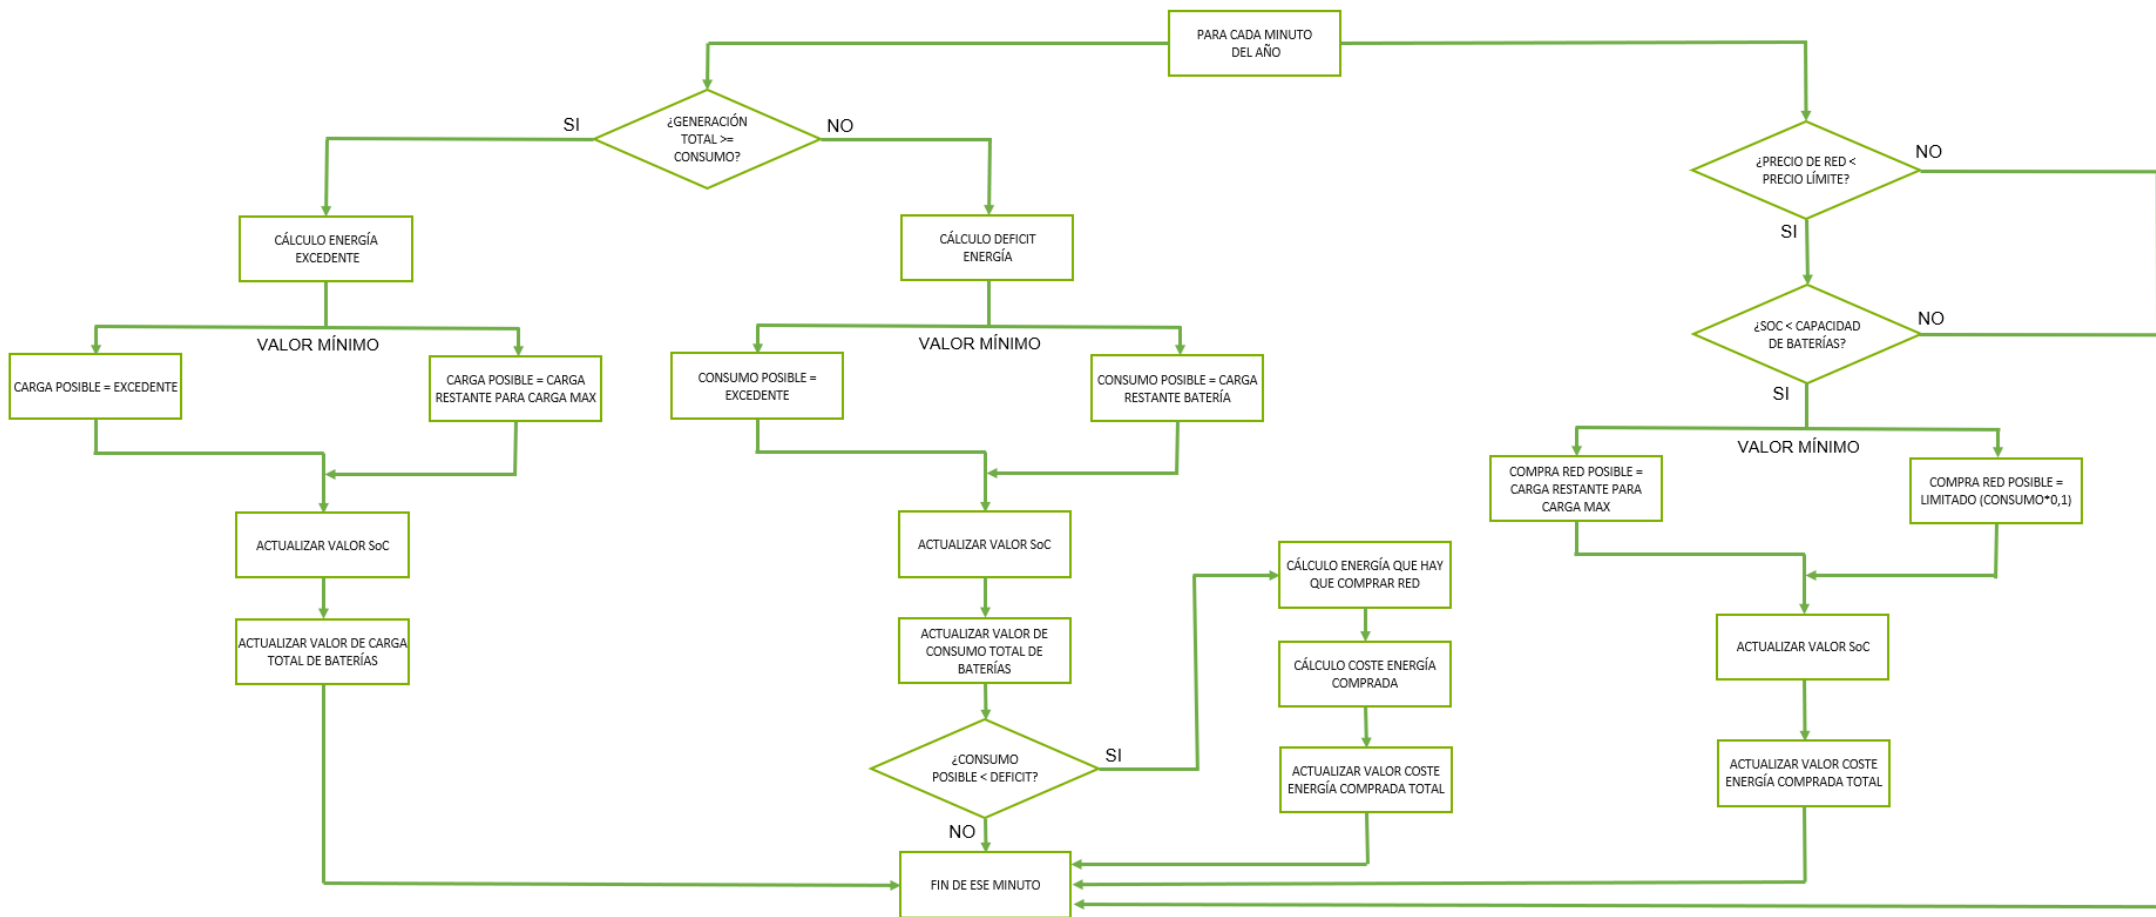 PARA CADA MINUTO
DEL AÑO
¿GENERACIÓN
TOTAL >=
CONSUMO?
SI
NO
CÁLCULO ENERGÍA
EXCEDENTE
VALOR MÍNIMO
CARGA POSIBLE = EXCEDENTE
CARGA POSIBLE = CARGA
RESTANTE PARA CARGA MAX
ACTUALIZAR VALOR SoC
ACTUALIZAR VALOR DE CARGA
TOTAL DE BATERÍAS
CÁLCULO DEFICIT
ENERGÍA
VALOR MÍNIMO
CONSUMO POSIBLE =
EXCEDENTE
CONSUMO POSIBLE = CARGA
RESTANTE BATERÍA
ACTUALIZAR VALOR SoC
ACTUALIZAR VALOR DE
CONSUMO TOTAL DE
BATERÍAS
¿CONSUMO
POSIBLE < DEFICIT?
SI
NO
CÁLCULO ENERGÍA QUE HAY
QUE COMPRAR RED
CÁLCULO COSTE ENERGÍA
COMPRADA
ACTUALIZAR VALOR COSTE
ENERGÍA COMPRADA TOTAL
¿PRECIO DE RED <
PRECIO LÍMITE?
NO
SI
¿SOC < CAPACIDAD
DE BATERÍAS?
NO
SI
VALOR MÍNIMO
COMPRA RED POSIBLE =
CARGA RESTANTE PARA
CARGA MAX
COMPRA RED POSIBLE =
LIMITADO (CONSUMO*0,1)
ACTUALIZAR VALOR SoC
ACTUALIZAR VALOR COSTE
ENERGÍA COMPRADA TOTAL
FIN DE ESE MINUTO